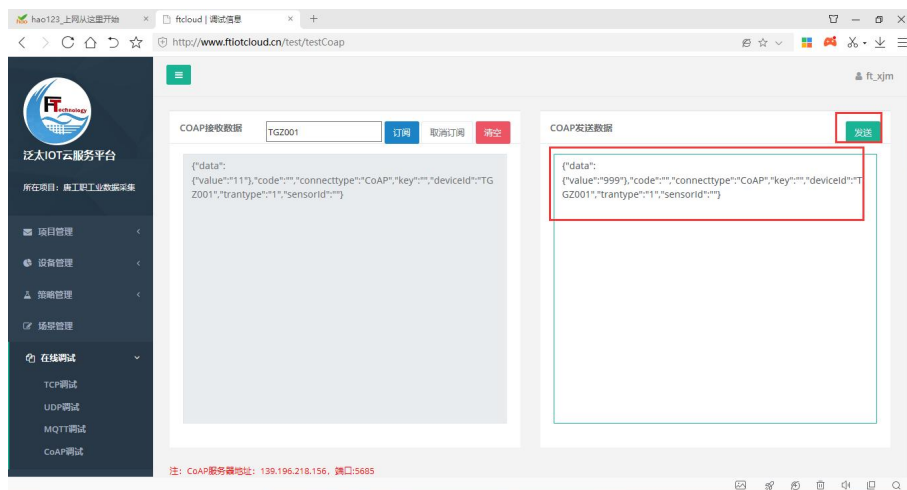 hao123_上网从这里开始
ftcloud | 调试信息
http://www.ftiotcloud.cn/test/testCoap
ft_xjm
FT
echnology
泛太IOT云服务平台
所在项目：唐工职工业数据采集
项目管理
设备管理
策略管理
场景管理
在线调试
TCP调试
UDP调试
MQTT调试
CoAP调试
COAP接收数据
TGZ001
订阅
取消订阅
清空
{"data":
{"value":"11"},"code":"","connecttype":"CoAP","key":"","deviceId":"TG
Z001","trantype":"1","sensorId":""}
COAP发送数据
发送
{"data":
{"value":"999"},"code":"","connecttype":"CoAP","key":"","deviceId":"T
GZ001","trantype":"1","sensorId":""}
注：CoAP服务器地址：139.196.218.156，端口:5685